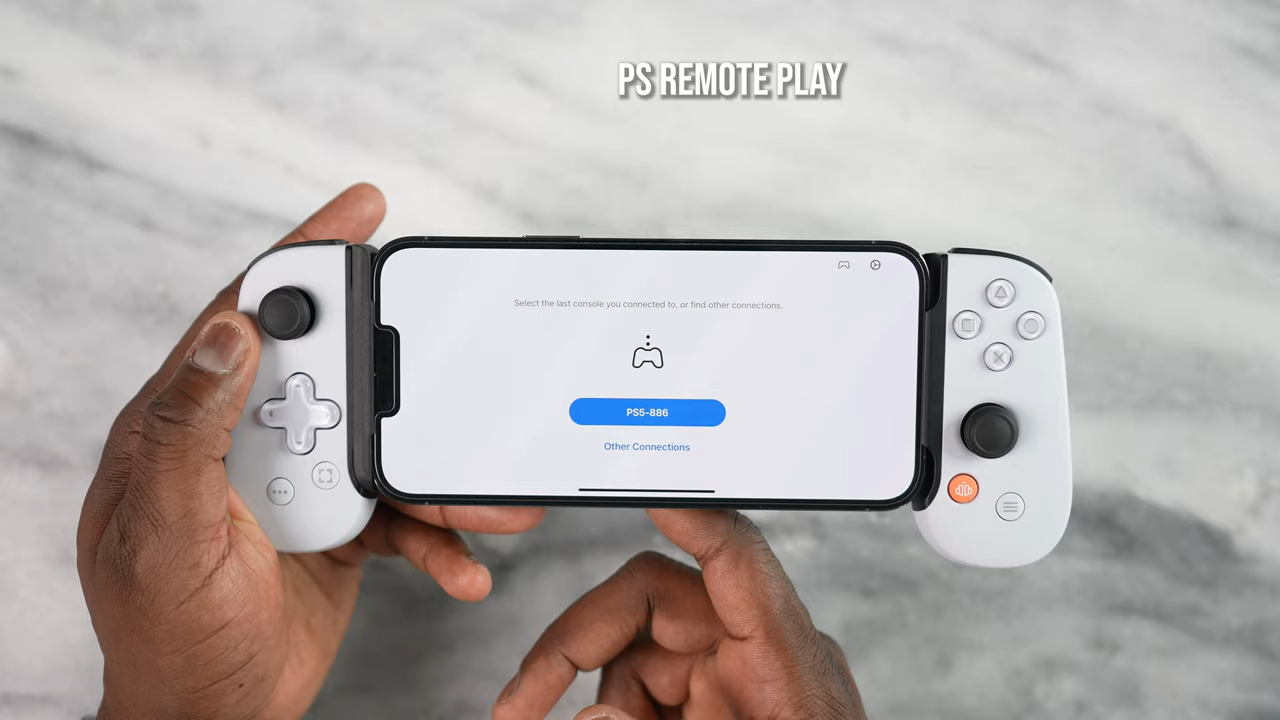 PS REMOTE PLAY
Select the last console you connected to, or find other connections.
PS5-886
Other Connections